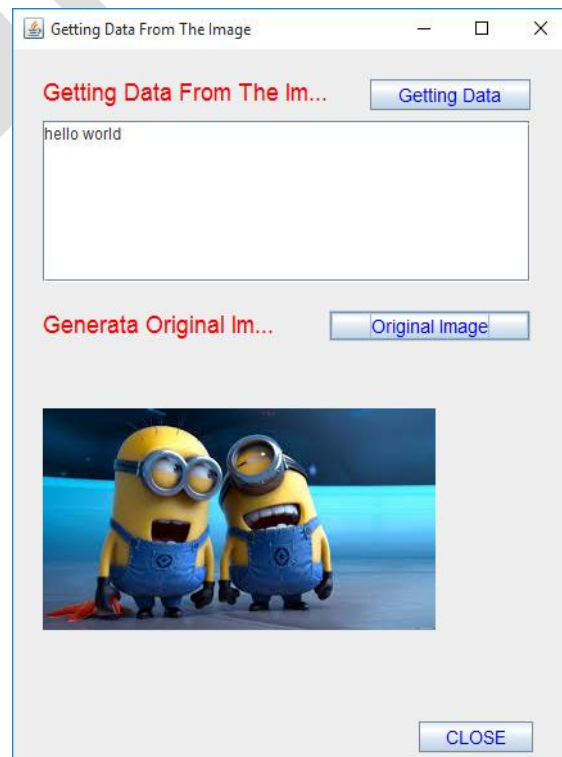 Getting Data From The Image
Getting Data From The Im...
Getting Data
hello world
Generata Original Im...
Original Image
CLOSE